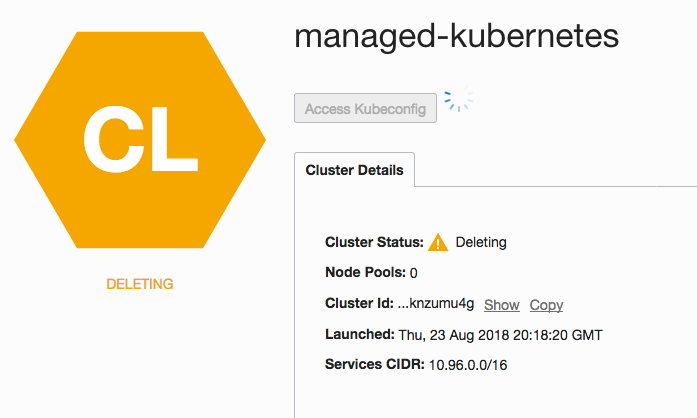 managed-kubernetes
CL
Access Kubeconfig
Cluster Details
Cluster Status: Deleting
DELETING
Node Pools: 0
Cluster Id: ...knzumu4g Show Copy
Launched: Thu, 23 Aug 2018 20:18:20 GMT
Services CIDR: 10.96.0.0/16